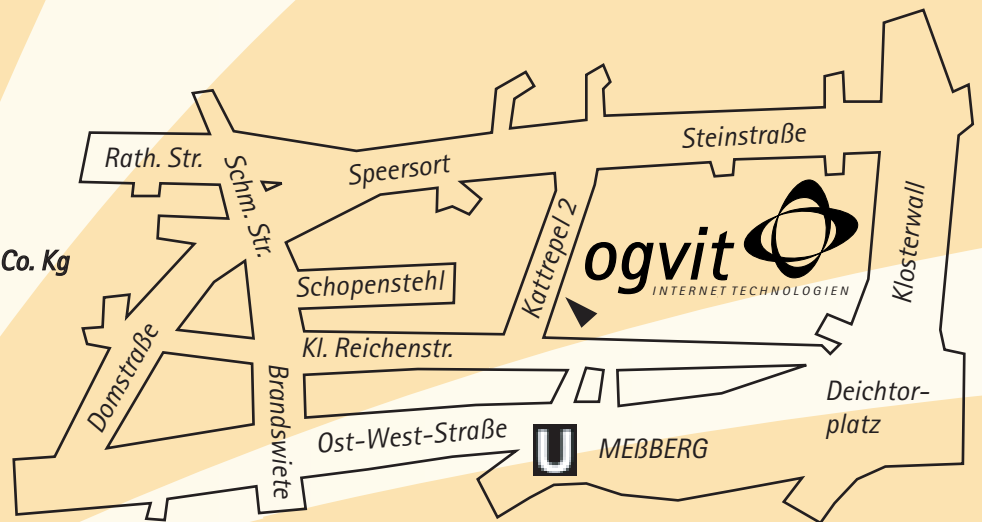 Steinstraße
Rath. Str.
Speersort
Schm. Str.
Kattrepel 2
Klosterwall
ogvit
INTERNET TECHNOLOGIEN
Co. Kg
Schopenstehl
Domstraße
Kl. Reichenstr.
Brandswiete
Deichtor-
platz
Ost-West-Straße
U
MEßBERG